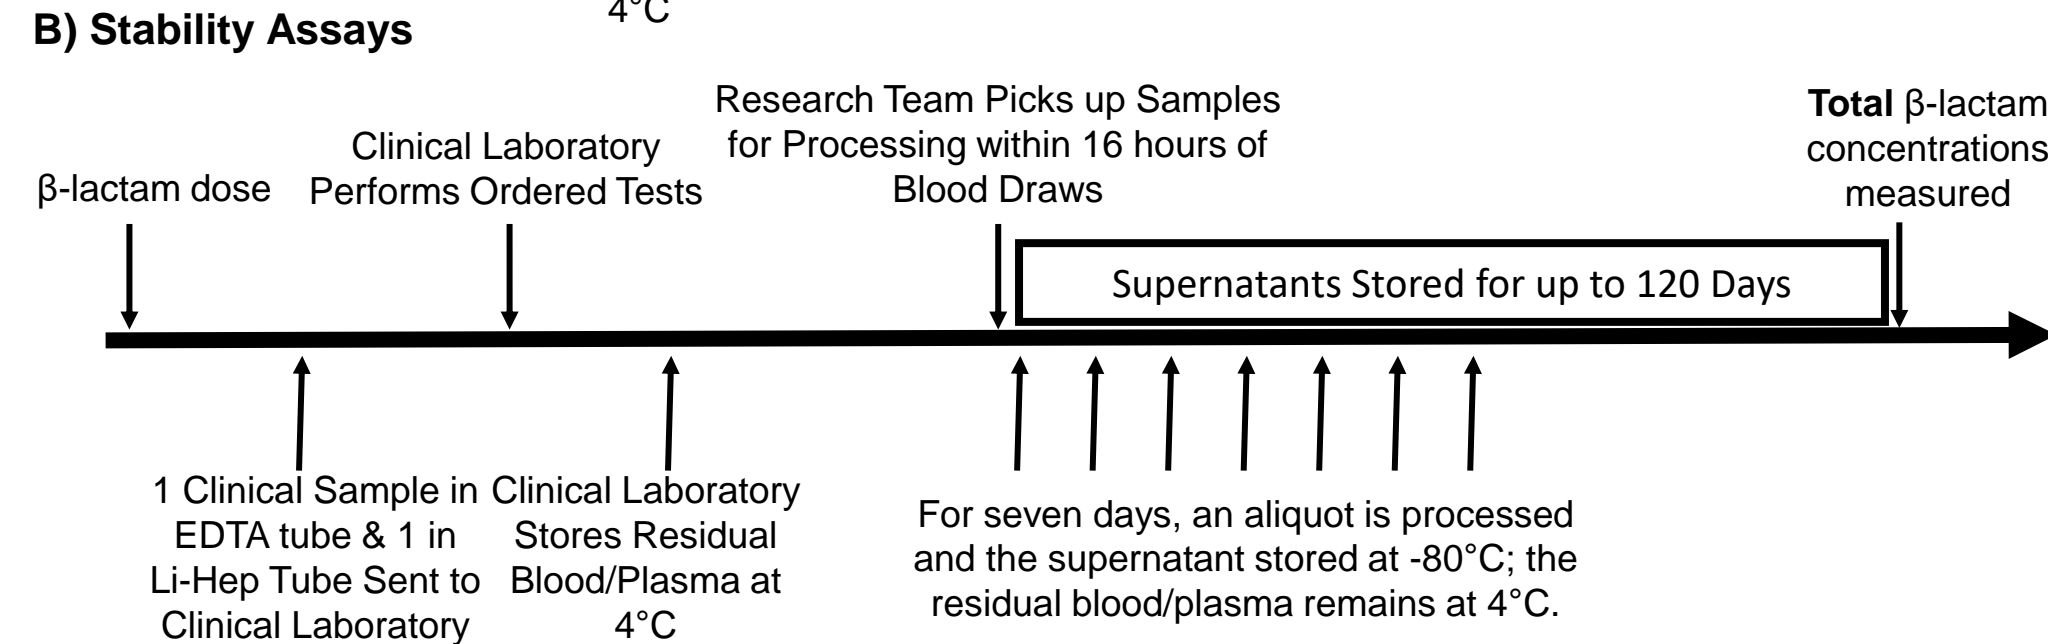 4°C
B) Stability Assays
Research Team Picks up Samples
for Processing within 16 hours of
Blood Draws
Total β-lactam
concentrations
measured
Clinical Laboratory
Performs Ordered Tests
β-lactam dose
Supernatants Stored for up to 120 Days
1 Clinical Sample in
EDTA tube & 1 in
Li-Hep Tube Sent to
Clinical Laboratory
Clinical Laboratory
Stores Residual
Blood/Plasma at
4°C
For seven days, an aliquot is processed
and the supernatant stored at -80°C; the
residual blood/plasma remains at 4°C.